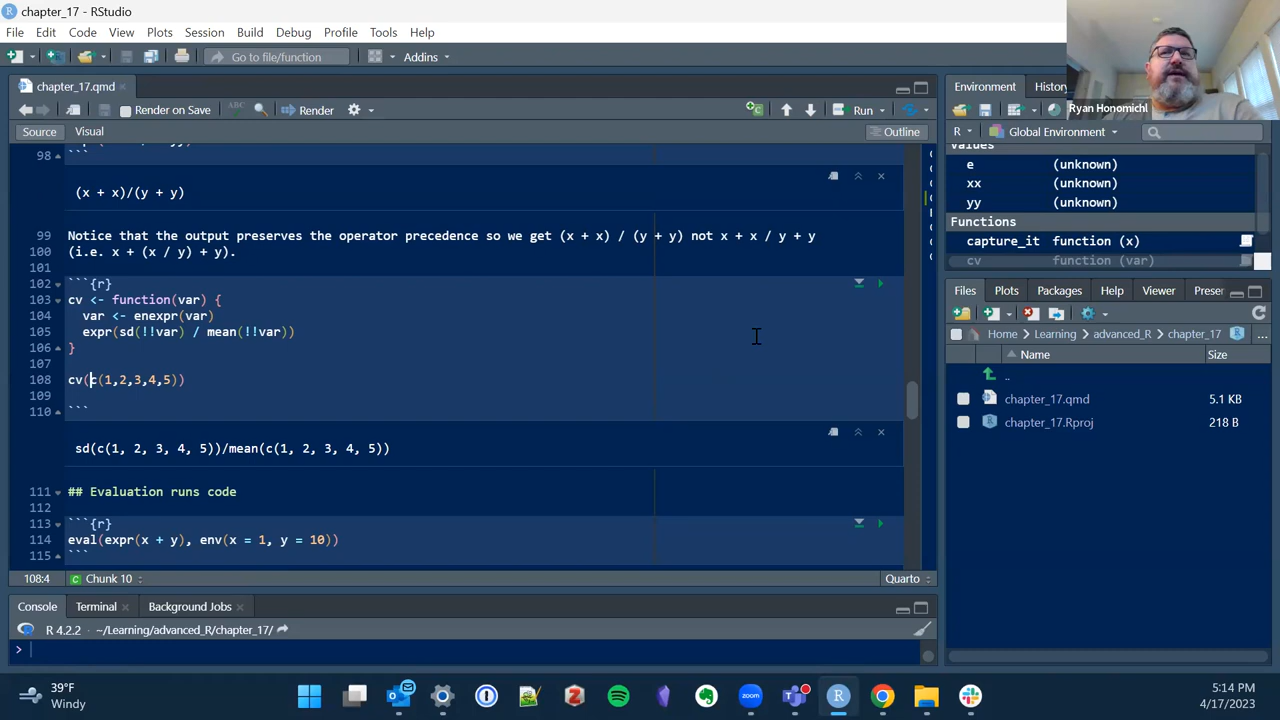 chapter_17 - RStudio
File Edit Code View Plots Session Build Debug Profile Tools Help
Go to file/function Addins
Ryan Honomichl
chapter_17.qmd
Render on Save ABC Render Run
Source Visual Outline
98
(x + x)/(y + y)
99 Notice that the output preserves the operator precedence so we get (x + x) / (y + y) not x + x / y + y
100 (i.e. x + (x / y) + y).
101
102 ```{r}
103 cv <- function(var) {
104 var <- enexpr(var)
105 expr(sd(!!var) / mean(!!var))
106 }
107
108 cv(c(1,2,3,4,5))
109
110 ```
sd(c(1, 2, 3, 4, 5))/mean(c(1, 2, 3, 4, 5))
111 ## Evaluation runs code
112
113 ```{r}
114 eval(expr(x + y), env(x = 1, y = 10))
115 ```
108:4 Chunk 10 Quarto
Console Terminal Background Jobs
R 4.2.2 · ~/Learning/advanced_R/chapter_17/
>
Environment History
R Global Environment
Values
e (unknown)
xx (unknown)
yy (unknown)
Functions
capture_it function (x)
cv function (var)
Files Plots Packages Help Viewer Preser
Home Learning advanced_R chapter_17 ...
Name Size
..
chapter_17.qmd 5.1 KB
chapter_17.Rproj 218 B
39°F
Windy
zoom
5:14 PM
4/17/2023